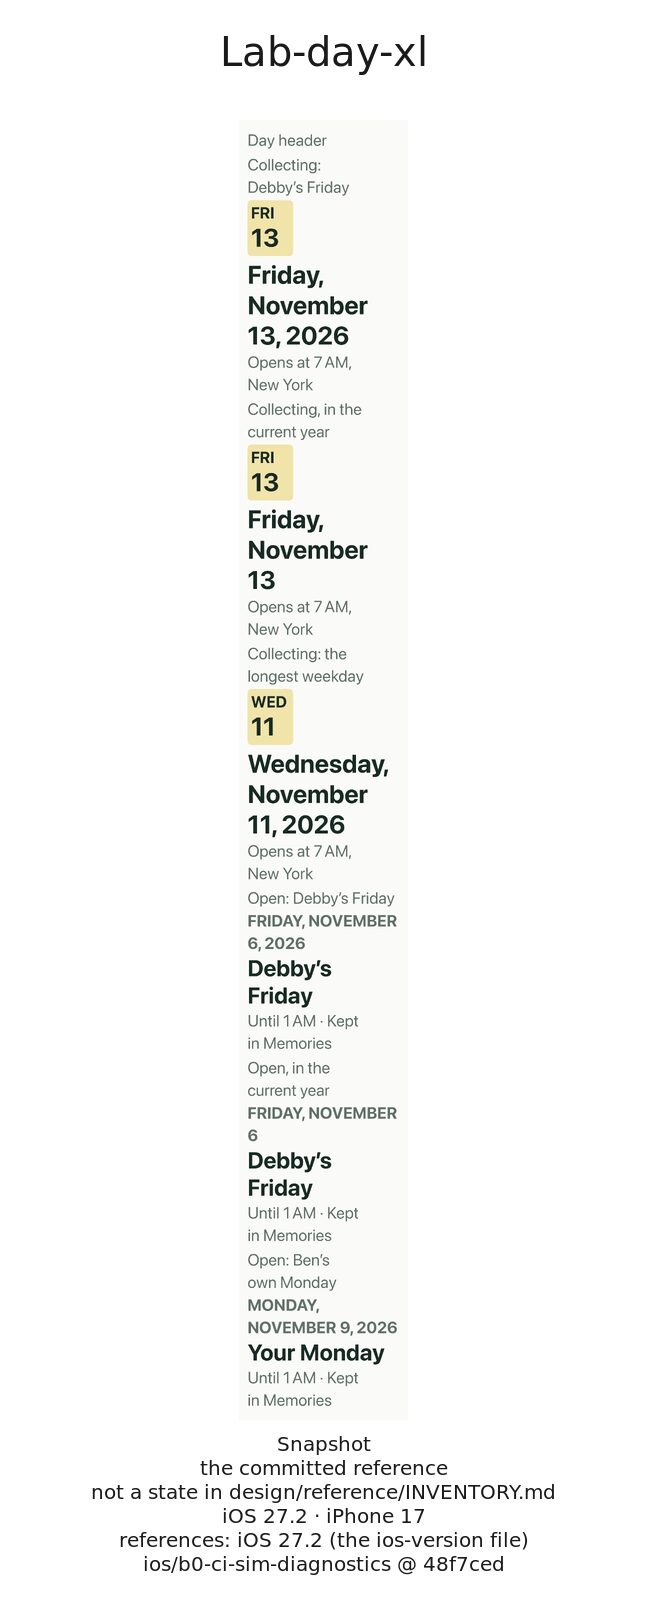 Lab-day-xl
Day header
Collecting:
Debby’s Friday
FRI
13
Friday,
November
13, 2026
Opens at 7 AM,
New York
Collecting, in the
current year
FRI
13
Friday,
November
13
Opens at 7 AM,
New York
Collecting: the
longest weekday
WED
11
Wednesday,
November
11, 2026
Opens at 7 AM,
New York
Open: Debby’s Friday
FRIDAY, NOVEMBER
6, 2026
Debby’s
Friday
Until 1 AM · Kept
in Memories
Open, in the
current year
FRIDAY, NOVEMBER
6
Debby’s
Friday
Until 1 AM · Kept
in Memories
Open: Ben’s
own Monday
MONDAY,
NOVEMBER 9, 2026
Your Monday
Until 1 AM · Kept
in Memories
Snapshot
the committed reference
not a state in design/reference/INVENTORY.md
iOS 27.2 · iPhone 17
references: iOS 27.2 (the ios-version file)
ios/b0-ci-sim-diagnostics @ 48f7ced